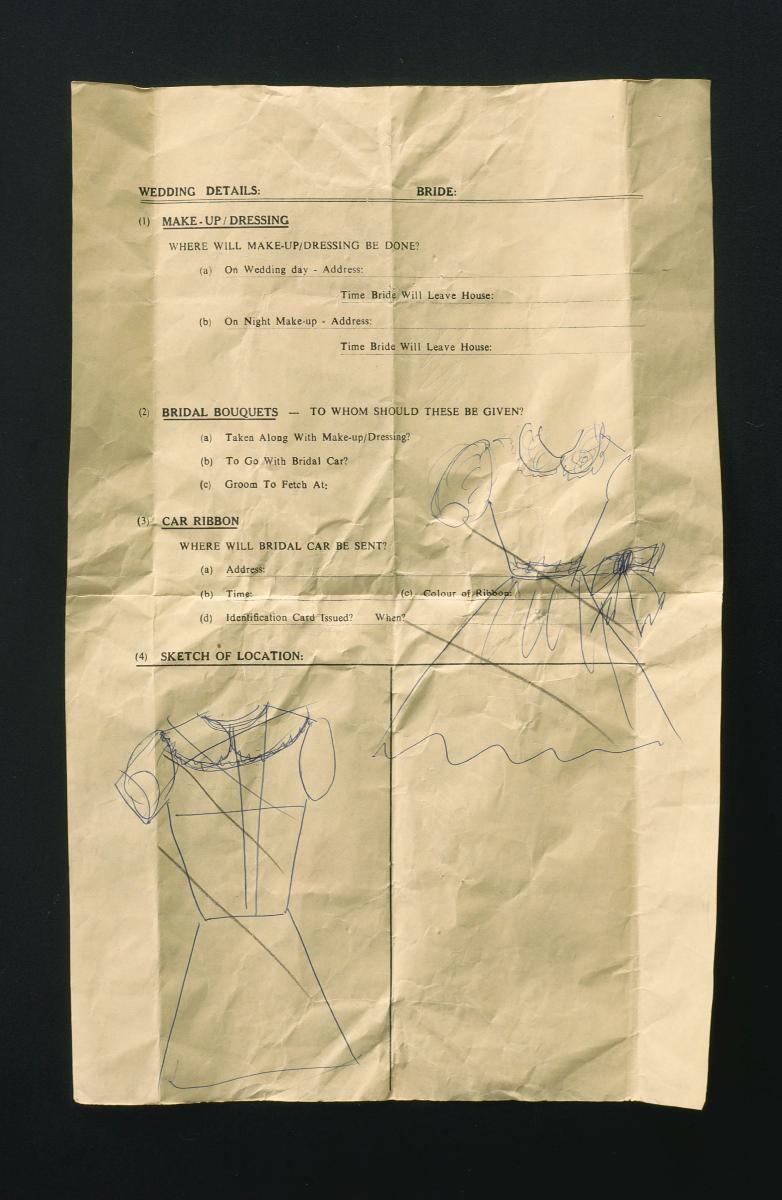 WEDDING DETAILS: BRIDE:
(1) MAKE-UP/DRESSING
WHERE WILL MAKE-UP/DRESSING BE DONE?
(a) On Wedding day - Address:
Time Bride Will Leave House:
(b) On Night Make-up - Address:
Time Bride Will Leave House:
(2) BRIDAL BOUQUETS — TO WHOM SHOULD THESE BE GIVEN?
(a) Taken Along With Make-up/Dressing?
(b) To Go With Bridal Car?
(c) Groom To Fetch At:
(3) CAR RIBBON
WHERE WILL BRIDAL CAR BE SENT?
(a) Address:
(b) Time: (c) Colour of Ribbon:
(d) Identification Card Issued? When?
(4) SKETCH OF LOCATION: